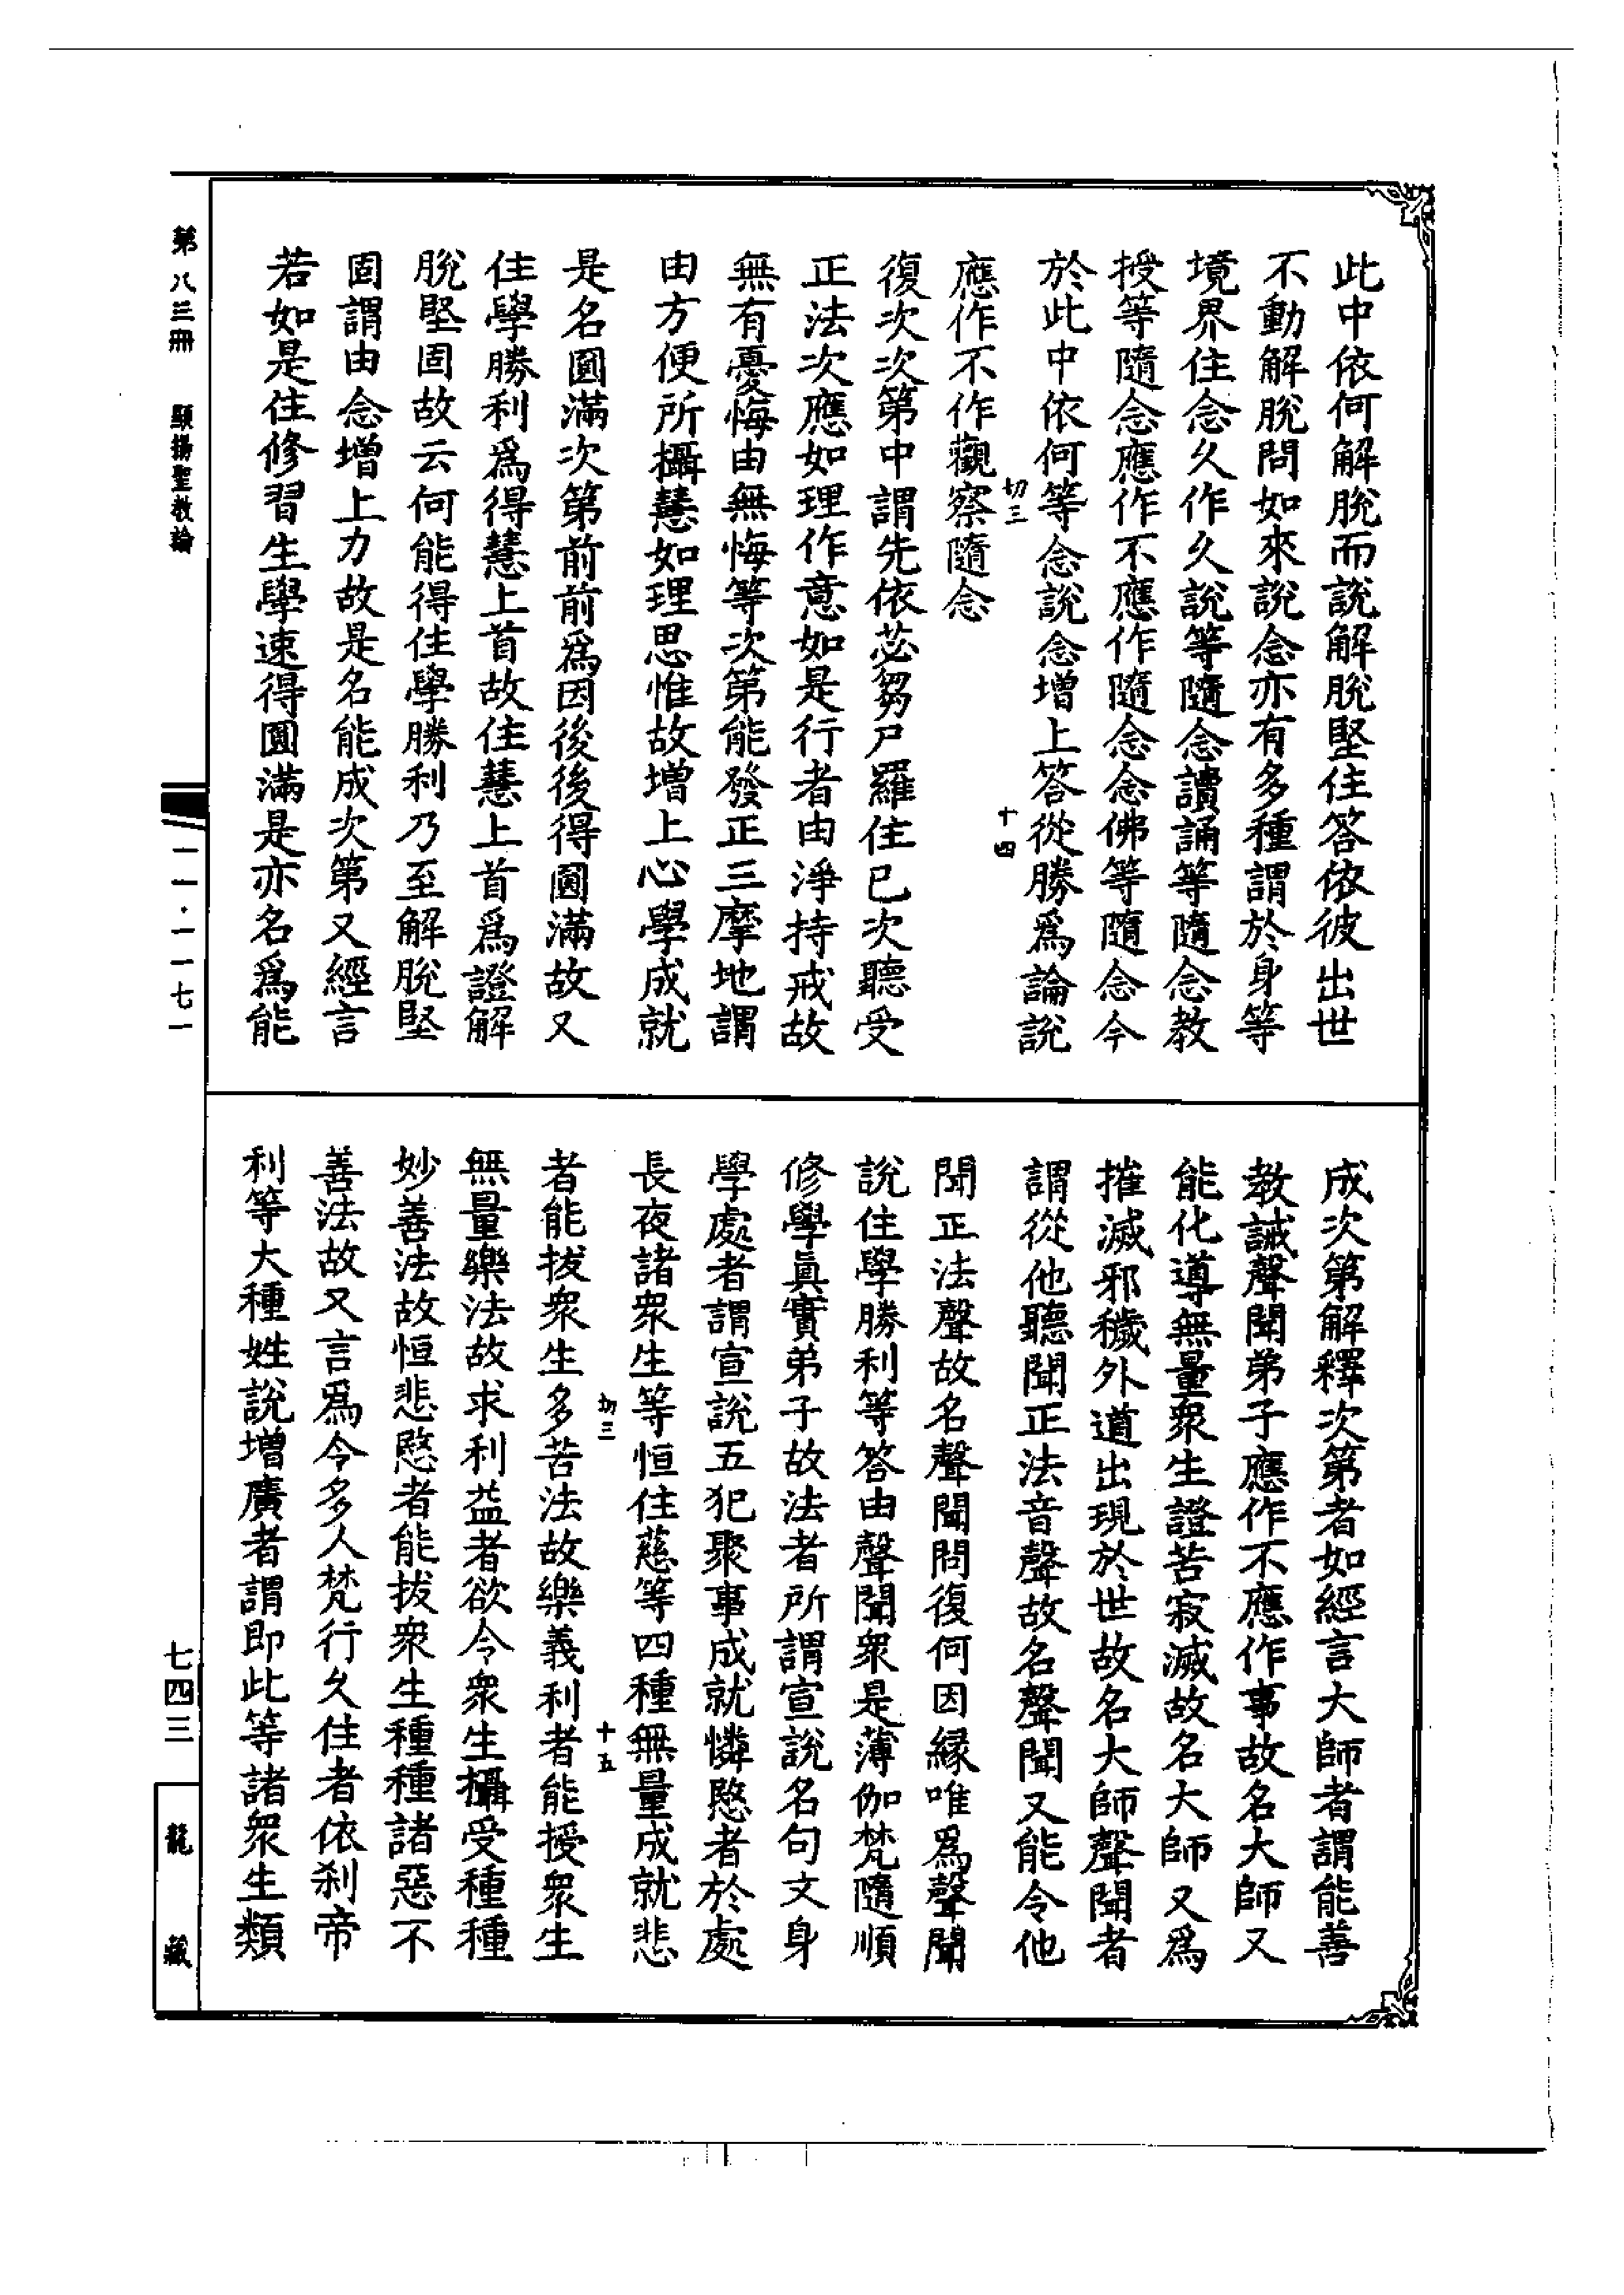 此中依何解脫而說解脫堅住答依彼出世
不動解脫問如來說念亦有多種謂於身等
境界住念久作久說等隨念讀誦等隨念教
授等隨念應作不應作隨念念佛等隨念今
於此中依何等念說念增上答從勝爲論說
應作不作觀察隨念
切三
十四
復次次第中謂先依苾芻尸羅住已次聽受
正法次應如理作意如是行者由淨持戒故
無有憂悔由無悔等次第能發正三摩地謂
由方便所攝慧如理思惟故增上心學成就
是名圓滿次第前前爲因後後得圓滿故又
住學勝利爲得慧上首故住慧上首爲證解
脫堅固故云何能得住學勝利乃至解脫堅
固謂由念增上力故是名能成次第又經言
若如是住修習生學速得圓滿是亦名爲能
成次第解釋次第者如經言大師者謂能善
教誡聲聞弟子應作不應作事故名大師又
能化導無量衆生證苦寂滅故名大師又爲
摧滅邪穢外道出現於世故名大師聲聞者
謂從他聽聞正法音聲故名聲聞又能令他
聞正法聲故名聲聞問復何因緣唯爲聲聞
說住學勝利等答由聲聞衆是薄伽梵隨順
修學眞實弟子故法者所謂宣說名句文身
學處者謂宣說五犯聚事成就憐愍者於處
長夜諸衆生等恒住慈等四種無量成就悲
切三
十五
者能拔衆生多苦法故樂義利者能授衆生
無量樂法故求利益者欲令衆生攝受種種
妙善法故恒悲愍者能拔衆生種種諸惡不
善法故又言爲令多人梵行久住者依剎帝
利等大種姓說增廣者謂即此等諸衆生類
第八三冊 顯揚聖教論
一一·一一七一
七四三
龍藏